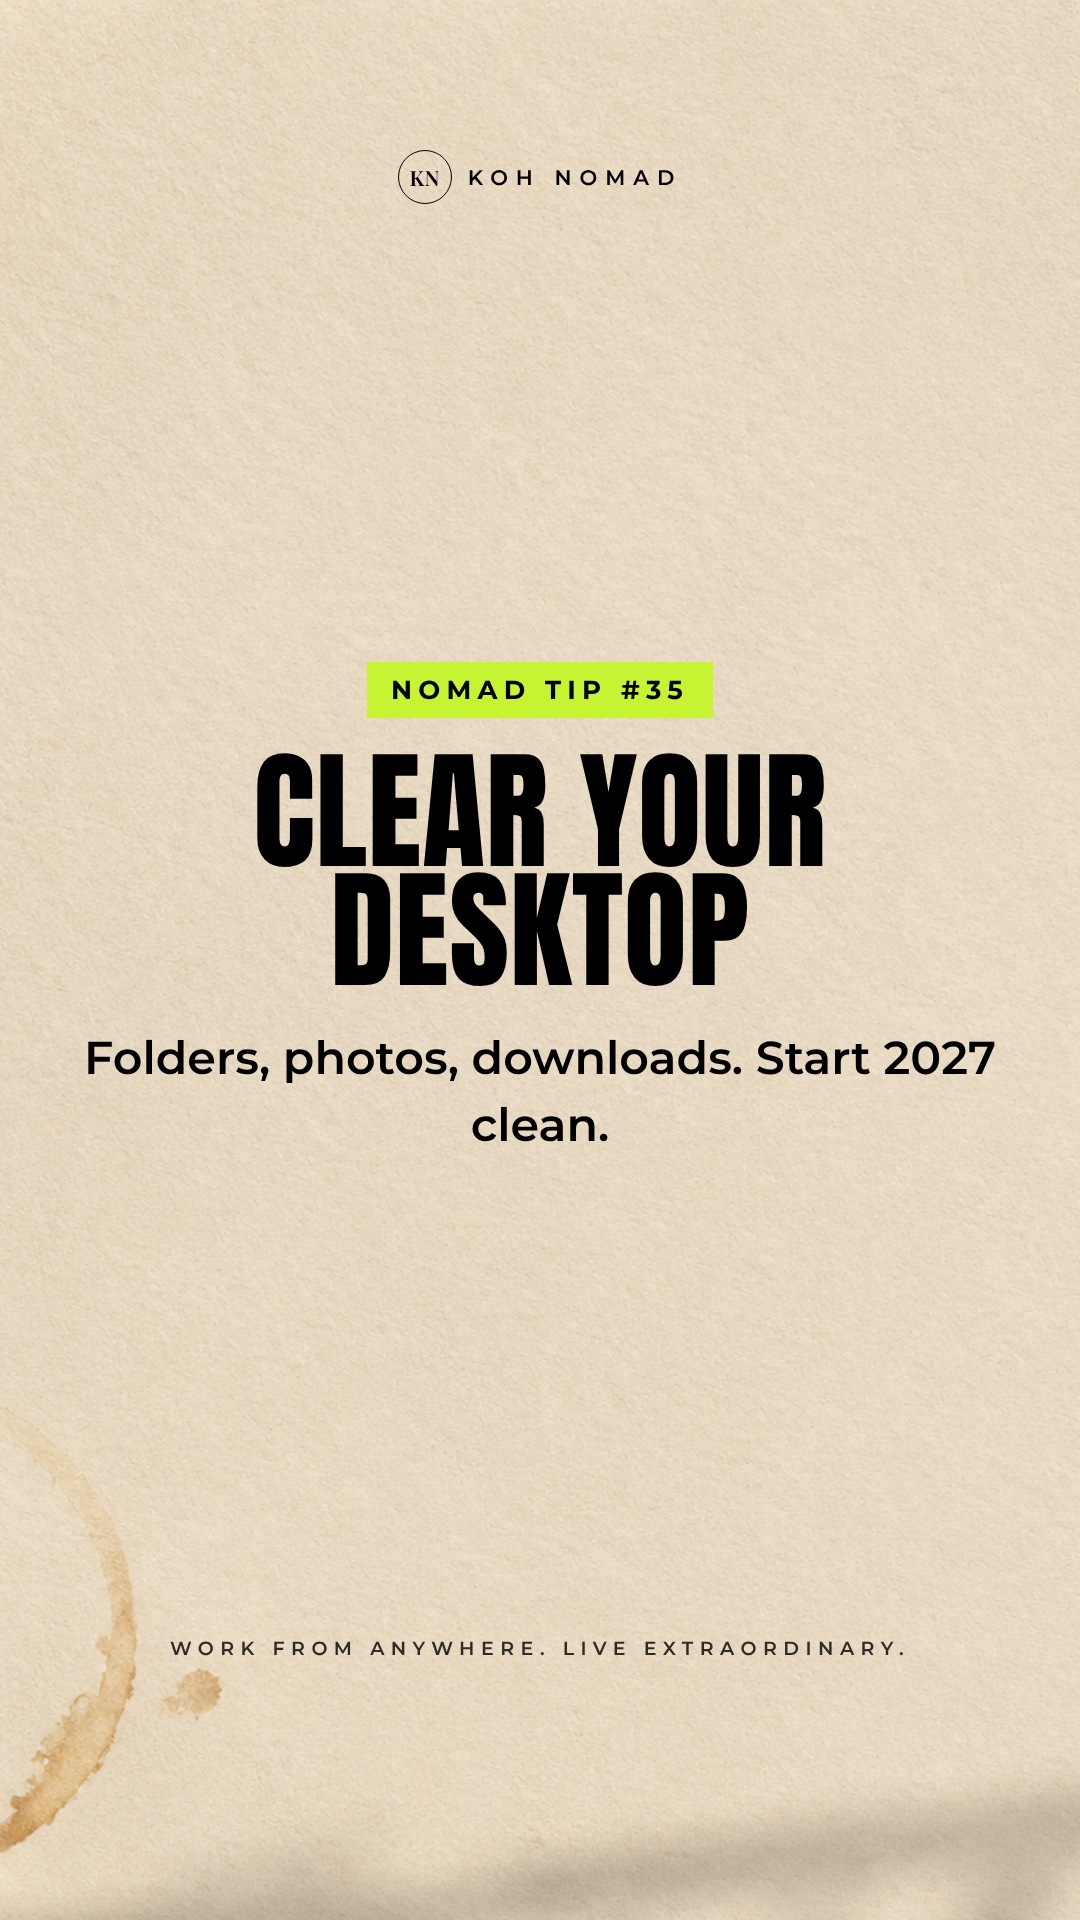 KN KOH NOMAD
NOMAD TIP #35
CLEAR YOUR
DESKTOP
Folders, photos, downloads. Start 2027
clean.
WORK FROM ANYWHERE. LIVE EXTRAORDINARY.